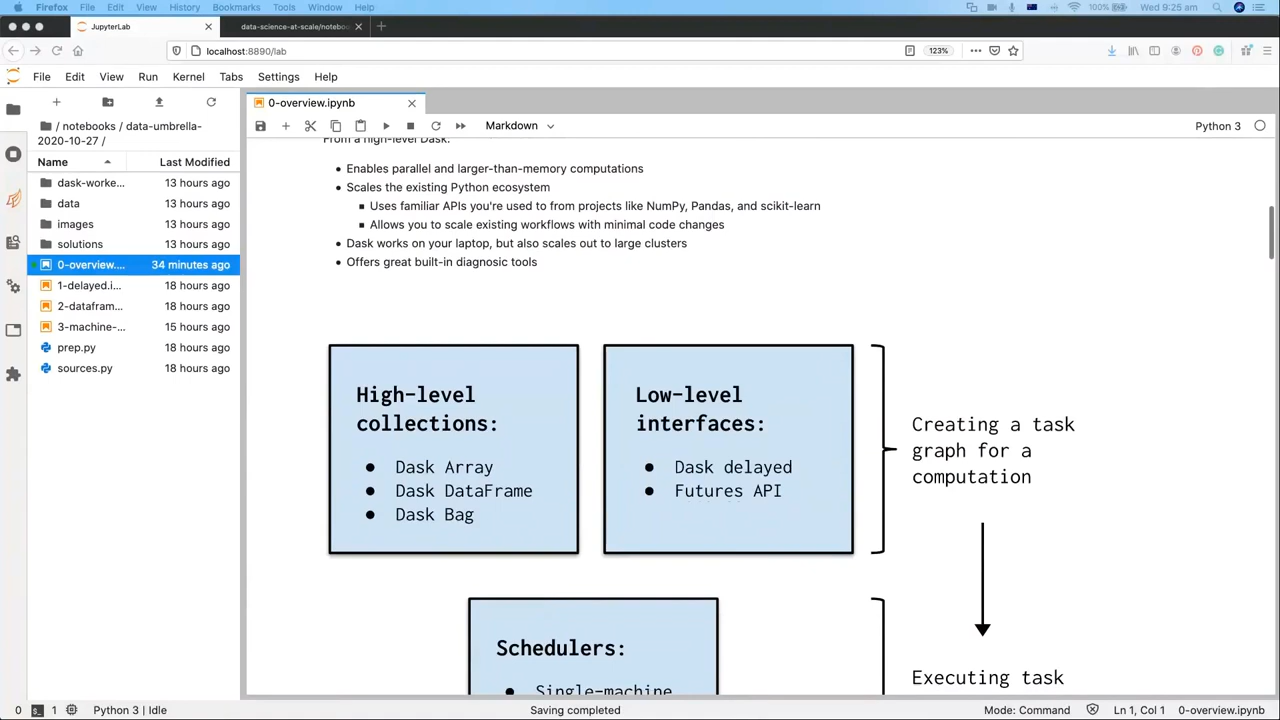 Firefox File Edit View History Bookmarks Tools Window Help 100% Wed 9:25 am
JupyterLab data-science-at-scale/notebo
localhost:8890/lab 123%
File Edit View Run Kernel Tabs Settings Help
0-overview.ipynb
Markdown Python 3
/ notebooks / data-umbrella-
2020-10-27 /
Name Last Modified
dask-worke... 13 hours ago
data 13 hours ago
images 13 hours ago
solutions 13 hours ago
0-overview.... 34 minutes ago
1-delayed.i... 18 hours ago
2-datafram... 18 hours ago
3-machine-... 15 hours ago
prep.py 18 hours ago
sources.py 18 hours ago
From a high-level Dask:
• Enables parallel and larger-than-memory computations
• Scales the existing Python ecosystem
▪ Uses familiar APIs you're used to from projects like NumPy, Pandas, and scikit-learn
▪ Allows you to scale existing workflows with minimal code changes
• Dask works on your laptop, but also scales out to large clusters
• Offers great built-in diagnostic tools
High-level
collections:
● Dask Array
● Dask DataFrame
● Dask Bag
Low-level
interfaces:
● Dask delayed
● Futures API
Creating a task
graph for a
computation
Schedulers:
● Single-machine
Executing task
0 1 Python 3 | Idle Saving completed Mode: Command Ln 1, Col 1 0-overview.ipynb